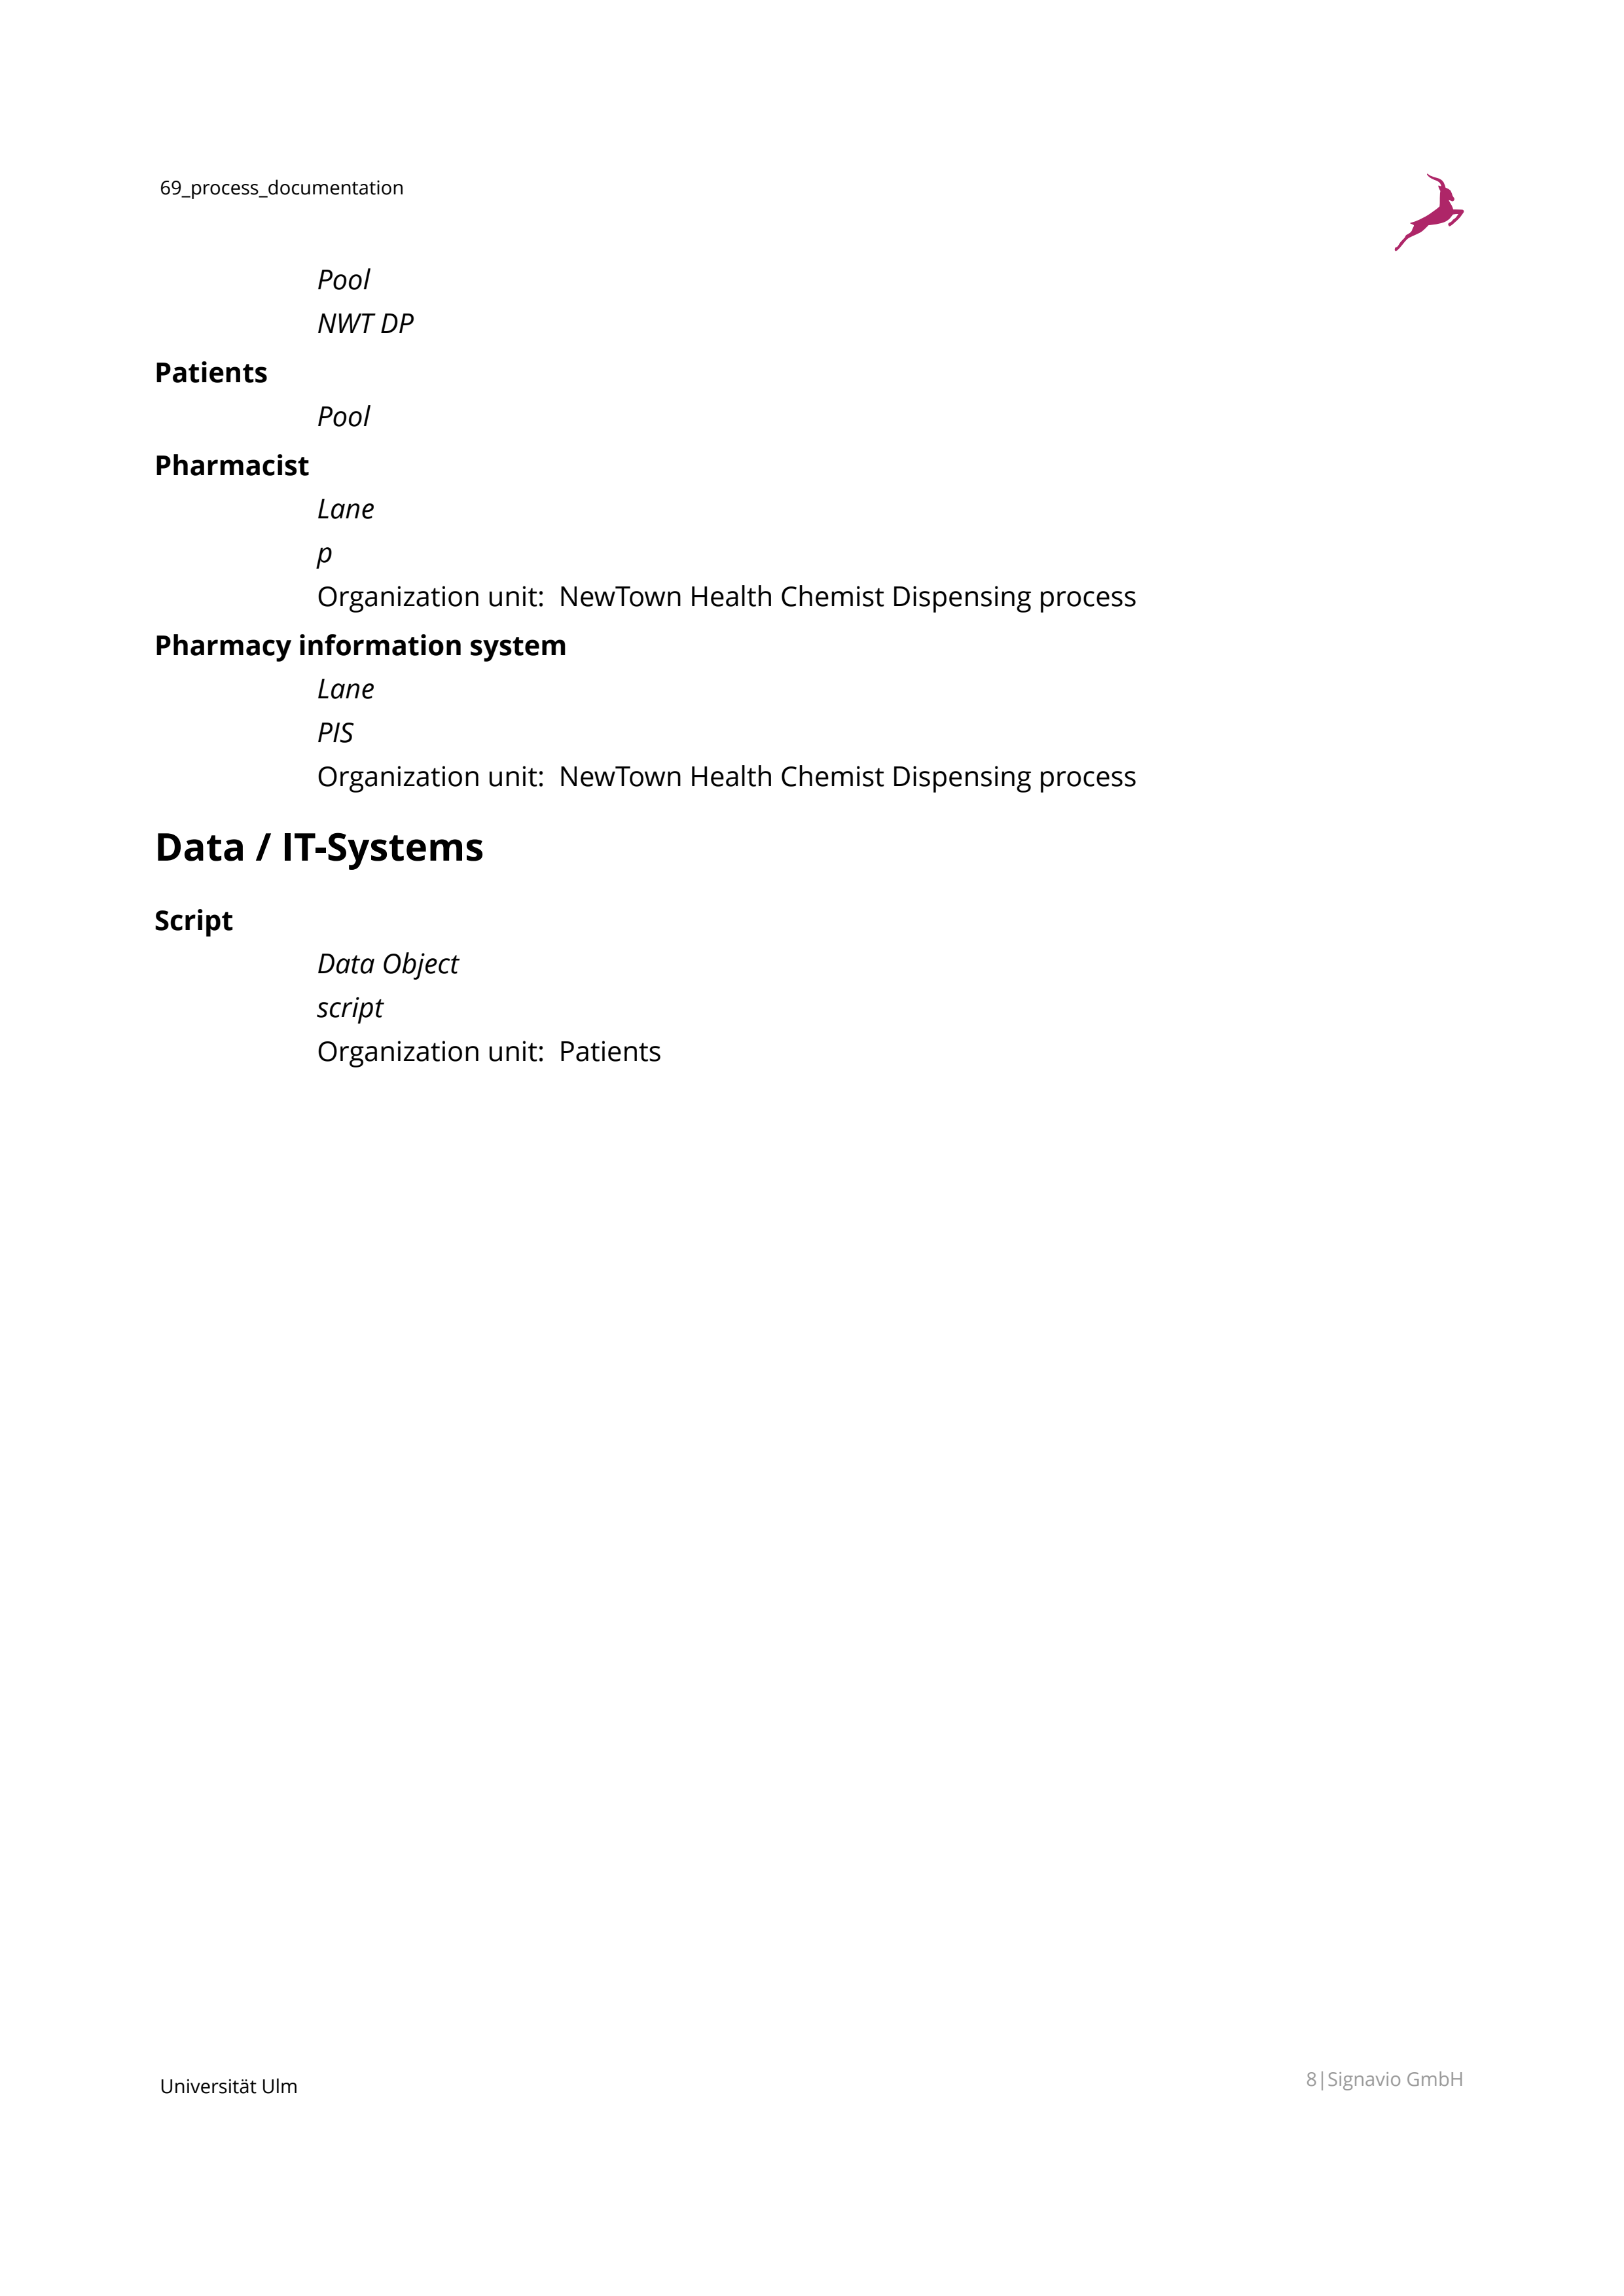 69_process_documentation
Pool
NWT DP
Patients
Pool
Pharmacist
Lane
p
Organization unit: NewTown Health Chemist Dispensing process
Pharmacy information system
Lane
PIS
Organization unit: NewTown Health Chemist Dispensing process
Data / IT-Systems
Script
Data Object
script
Organization unit: Patients
Universität Ulm
8|Signavio GmbH